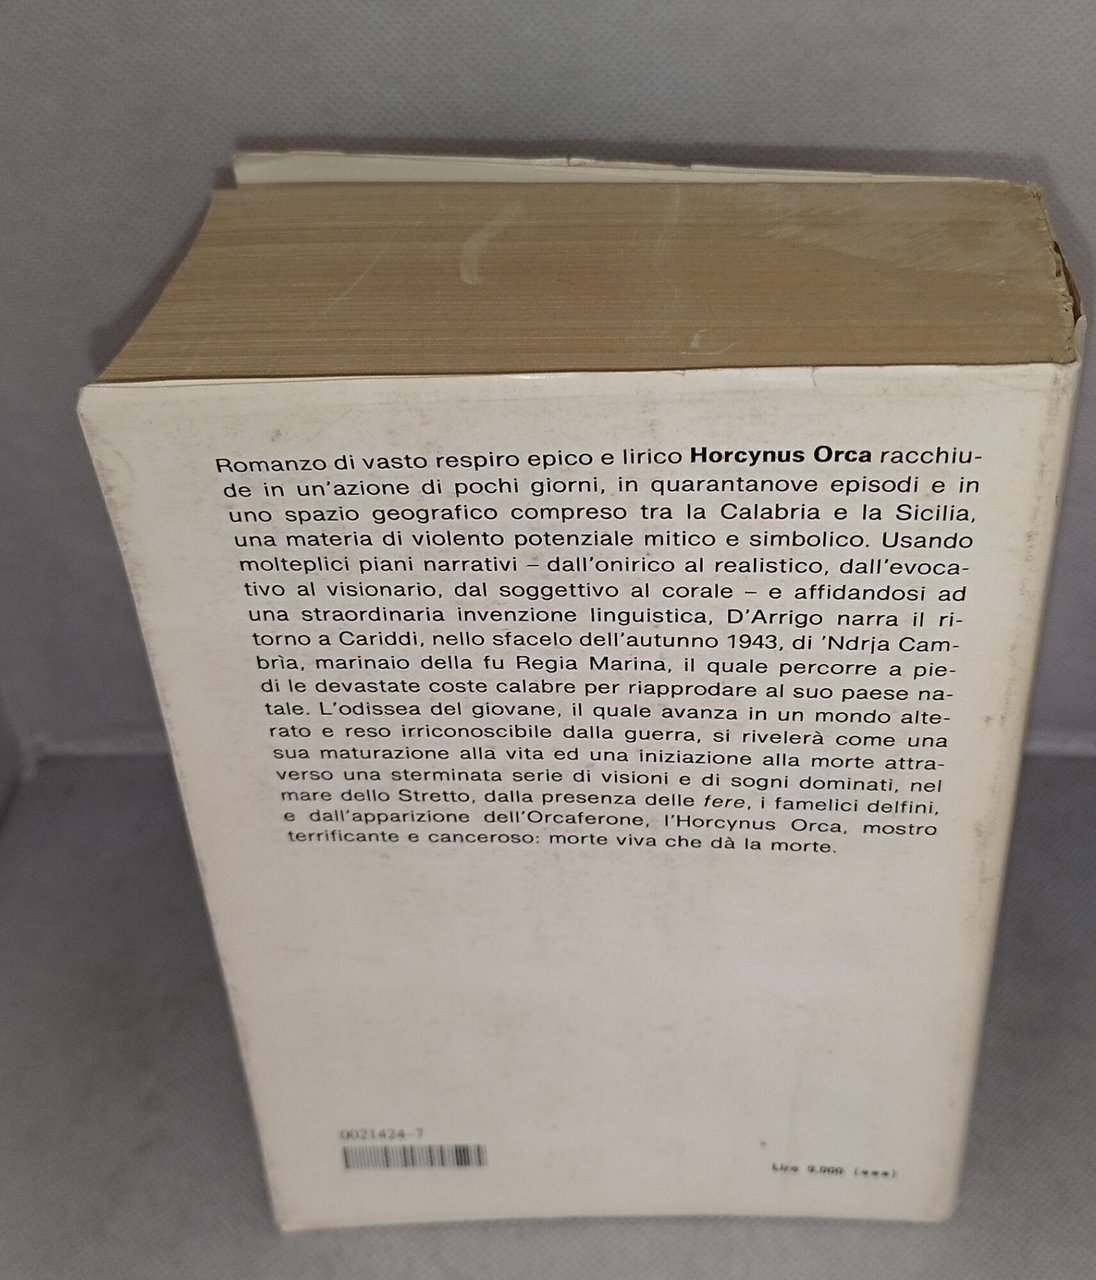 Romanzo di vasto respiro epico e lirico Horcynus Orca racchiu-
de in un'azione di pochi giorni, in quarantanove episodi e in
uno spazio geografico compreso tra la Calabria e la Sicilia,
una materia di violento potenziale mitico e simbolico. Usando
molteplici piani narrativi – dall'onirico al realistico, dall'evoca-
tivo al visionario, dal soggettivo al corale – e affidandosi ad
una straordinaria invenzione linguistica, D'Arrigo narra il ri-
torno a Cariddi, nello sfacelo dell'autunno 1943, di 'Ndrja Cam-
brìa, marinaio della fu Regia Marina, il quale percorre a pie-
di le devastate coste calabre per riapprodare al suo paese na-
tale. L'odissea del giovane, il quale avanza in un mondo alte-
rato e reso irriconoscibile dalla guerra, si rivelerà come una
sua maturazione alla vita ed una iniziazione alla morte attra-
verso una sterminata serie di visioni e di sogni dominati, nel
mare dello Stretto, dalla presenza delle fere, i famelici delfini,
e dall'apparizione dell'Orcaferone, l'Horcynus Orca, mostro
terrificante e canceroso: morte viva che dà la morte.
0021424-7
Lire 9.000 (***)